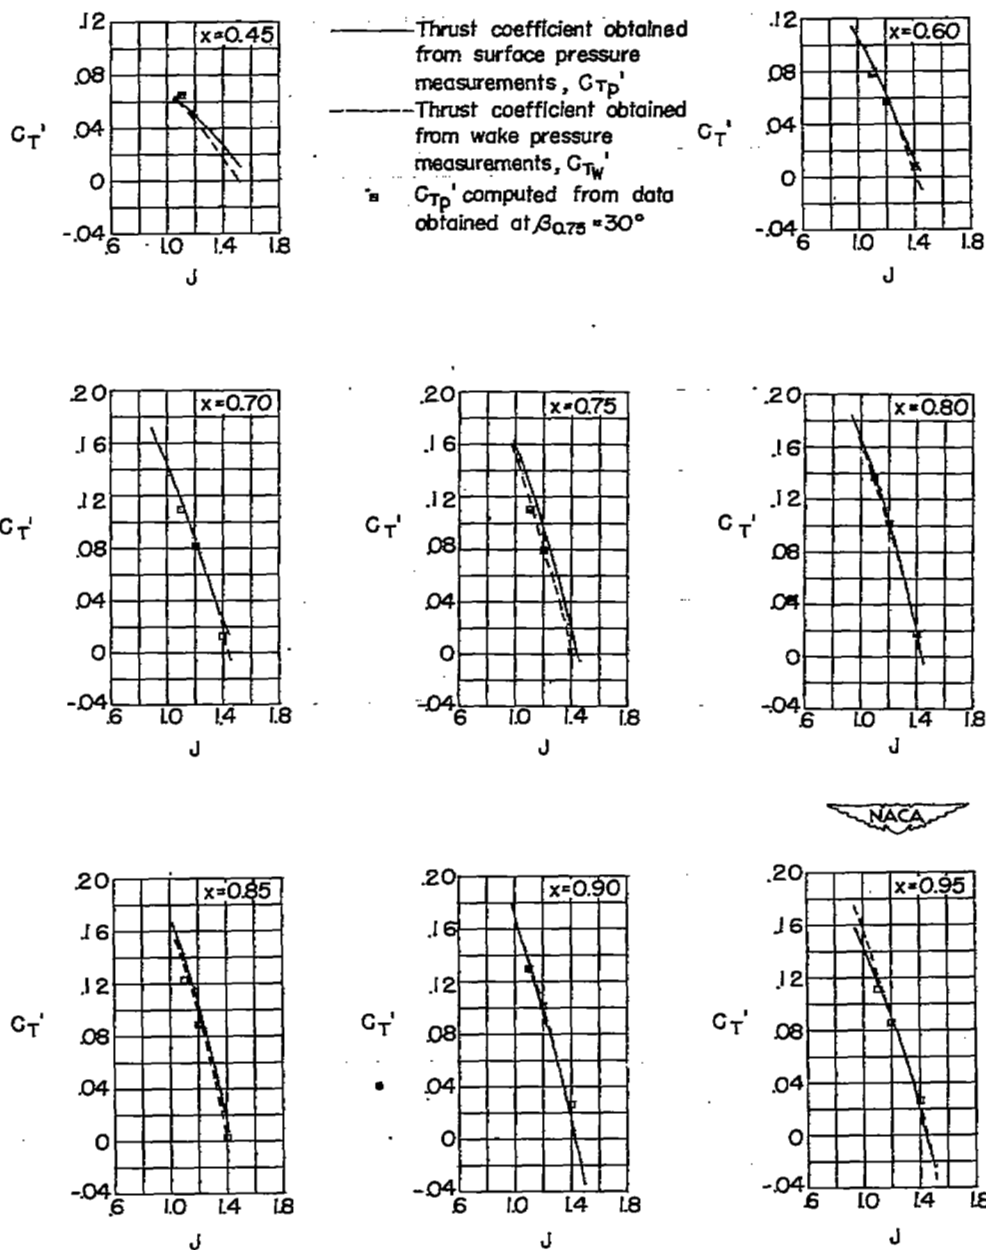 .12
x=0.45
.08
.04
0
-.04
.6 1.0 1.4 1.8
CT'
J
Thrust coefficient obtained
from surface pressure
measurements, CTp'
Thrust coefficient obtained
from wake pressure
measurements, CTw'
CTp' computed from data
obtained at β0.75=30°
.12
x=0.60
.08
.04
0
-.04
.6 1.0 1.4 1.8
CT'
J
.20
x=0.70
.16
.12
.08
.04
0
-.04
.6 1.0 1.4 1.8
CT'
J
.20
x=0.75
.16
.12
.08
.04
0
-.04
.6 1.0 1.4 1.8
CT'
J
.20
x=0.80
.16
.12
.08
.04
0
-.04
.6 1.0 1.4 1.8
CT'
J
NACA
.20
x=0.85
.16
.12
.08
.04
0
-.04
.6 1.0 1.4 1.8
CT'
J
.20
x=0.90
.16
.12
.08
.04
0
-.04
.6 1.0 1.4 1.8
CT'
J
.20
x=0.95
.16
.12
.08
.04
0
-.04
.6 1.0 1.4 1.8
CT'
J